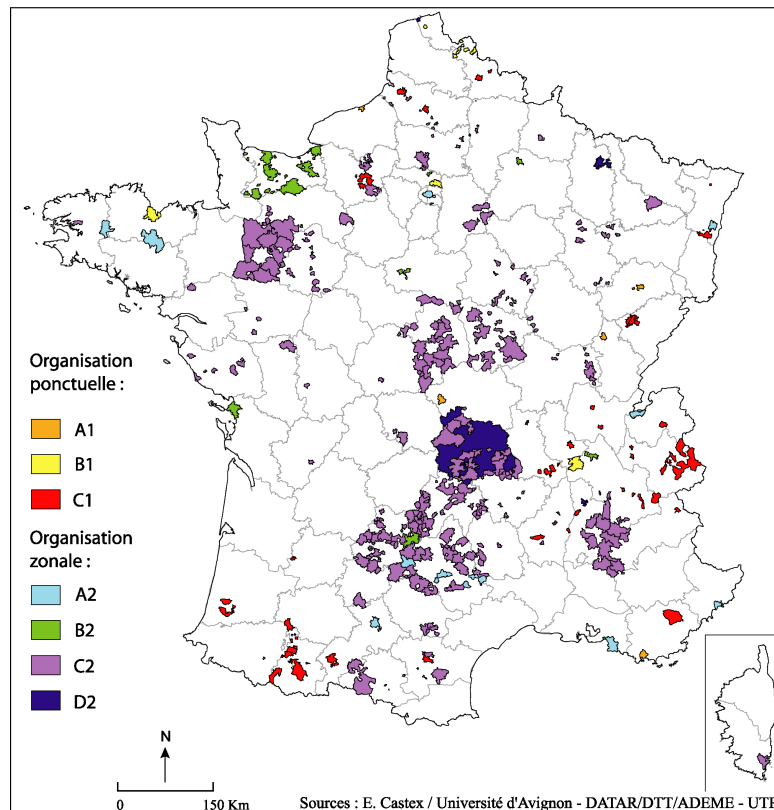 Organisation
ponctuelle :
A1
B1
C1
Organisation
zonale :
A2
B2
C2
D2
N
0 150 Km
Sources : E. Castex / Université d'Avignon - DATAR/DTT/ADEME - UTP